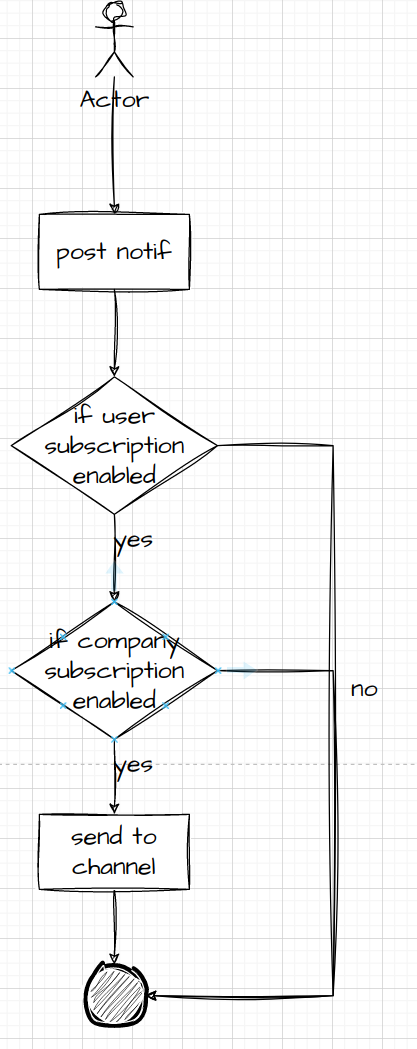 Actor
post notif
if user
subscription
enabled
yes
if company
subscription
enabled
no
yes
send to
channel